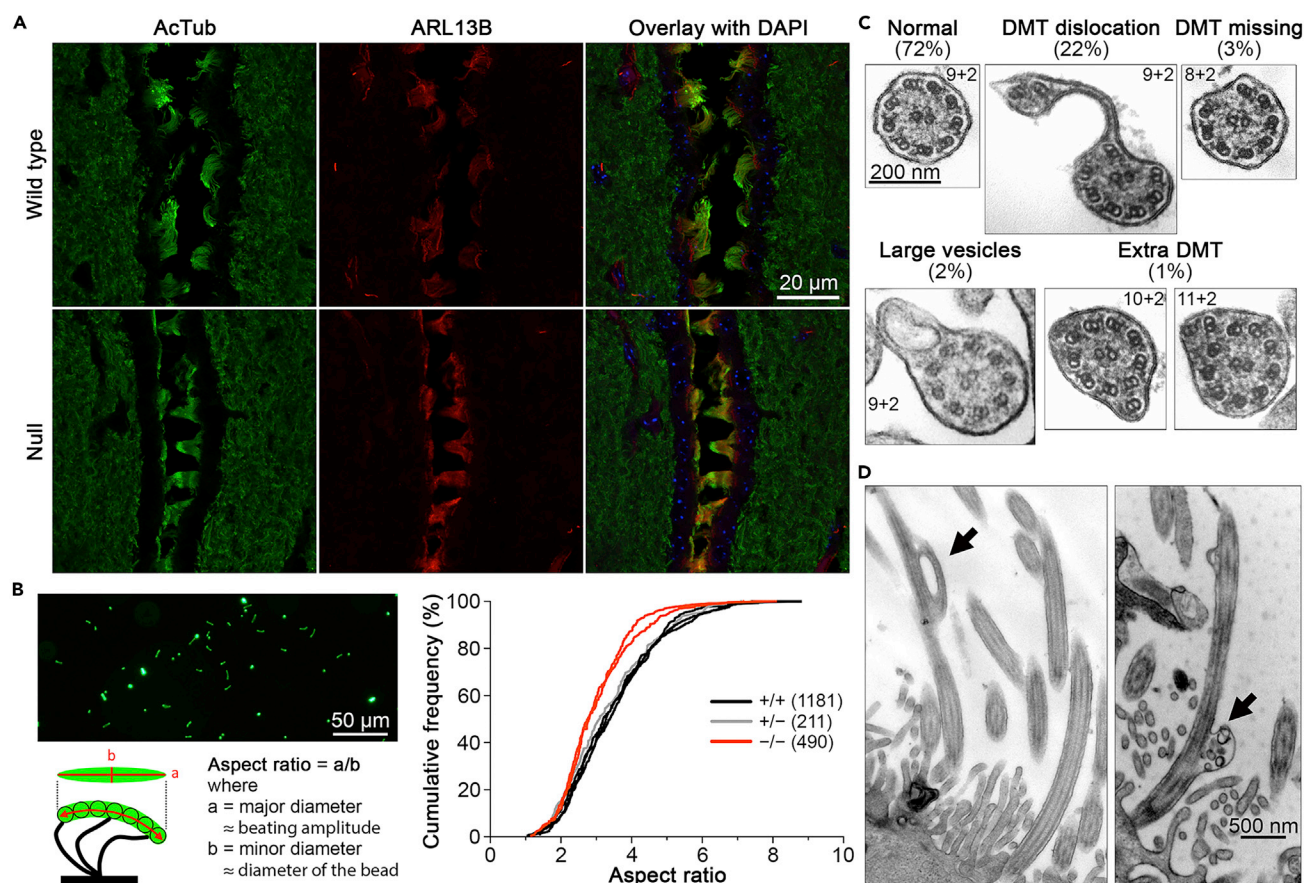 A
AcTub
ARL13B
Overlay with DAPI
Wild type
20 µm
Null
B
50 µm
b
a
Aspect ratio = a/b
where
a = major diameter
≈ beating amplitude
b = minor diameter
≈ diameter of the bead
Cumulative frequency (%)
100
80
60
40
20
0
0
2
4
6
8
10
Aspect ratio
+/+ (1181)
+/− (211)
−/− (490)
C
Normal
(72%)
DMT dislocation
(22%)
DMT missing
(3%)
9+2
9+2
8+2
200 nm
Large vesicles
(2%)
Extra DMT
(1%)
9+2
10+2
11+2
D
500 nm